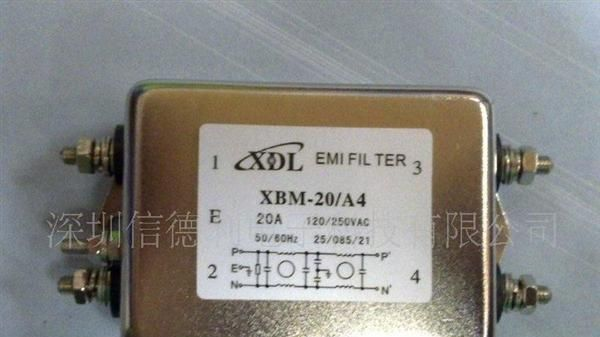 XDL EMI FILTER
1
3
XBM-20/A4
E
20A 120/250VAC
50/60Hz 25/085/21
2
4
P P'
E
N N'
深圳信德利
技有限公司